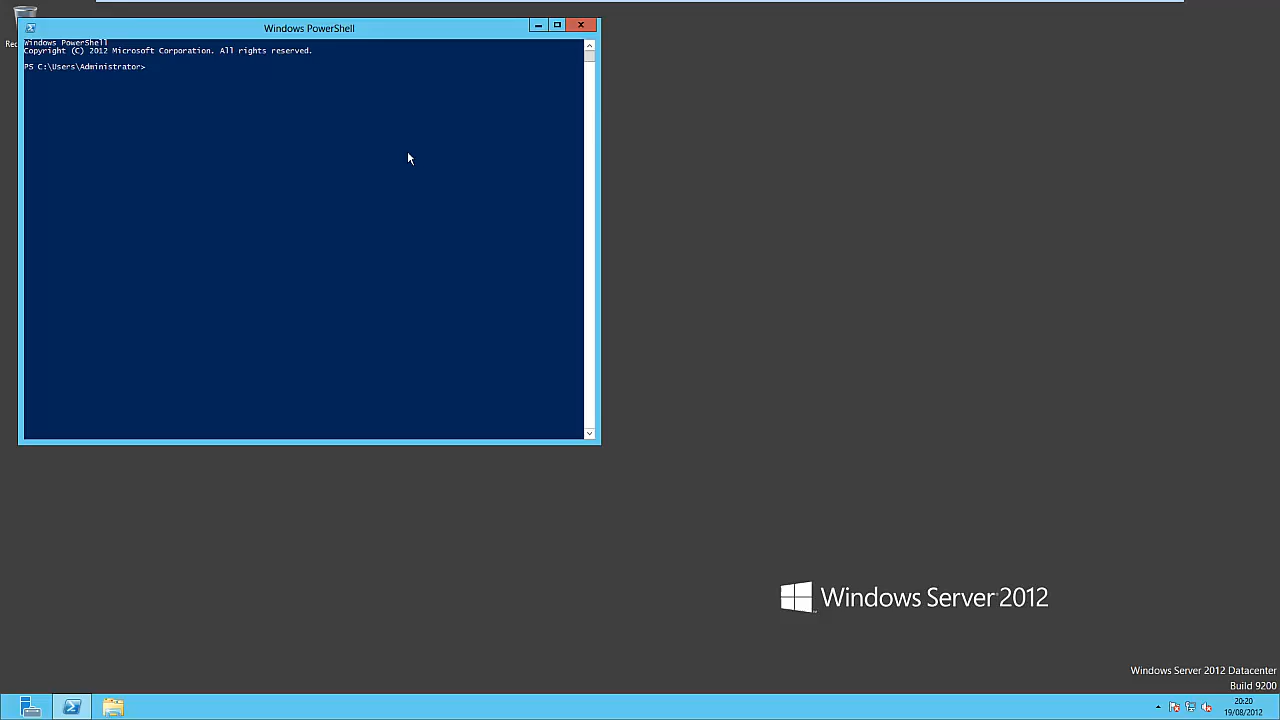 Windows PowerShell
Windows PowerShell
Copyright (C) 2012 Microsoft Corporation. All rights reserved.
PS C:\Users\Administrator>
Windows Server 2012
Windows Server 2012 Datacenter
Build 9200
20:20
19/08/2012